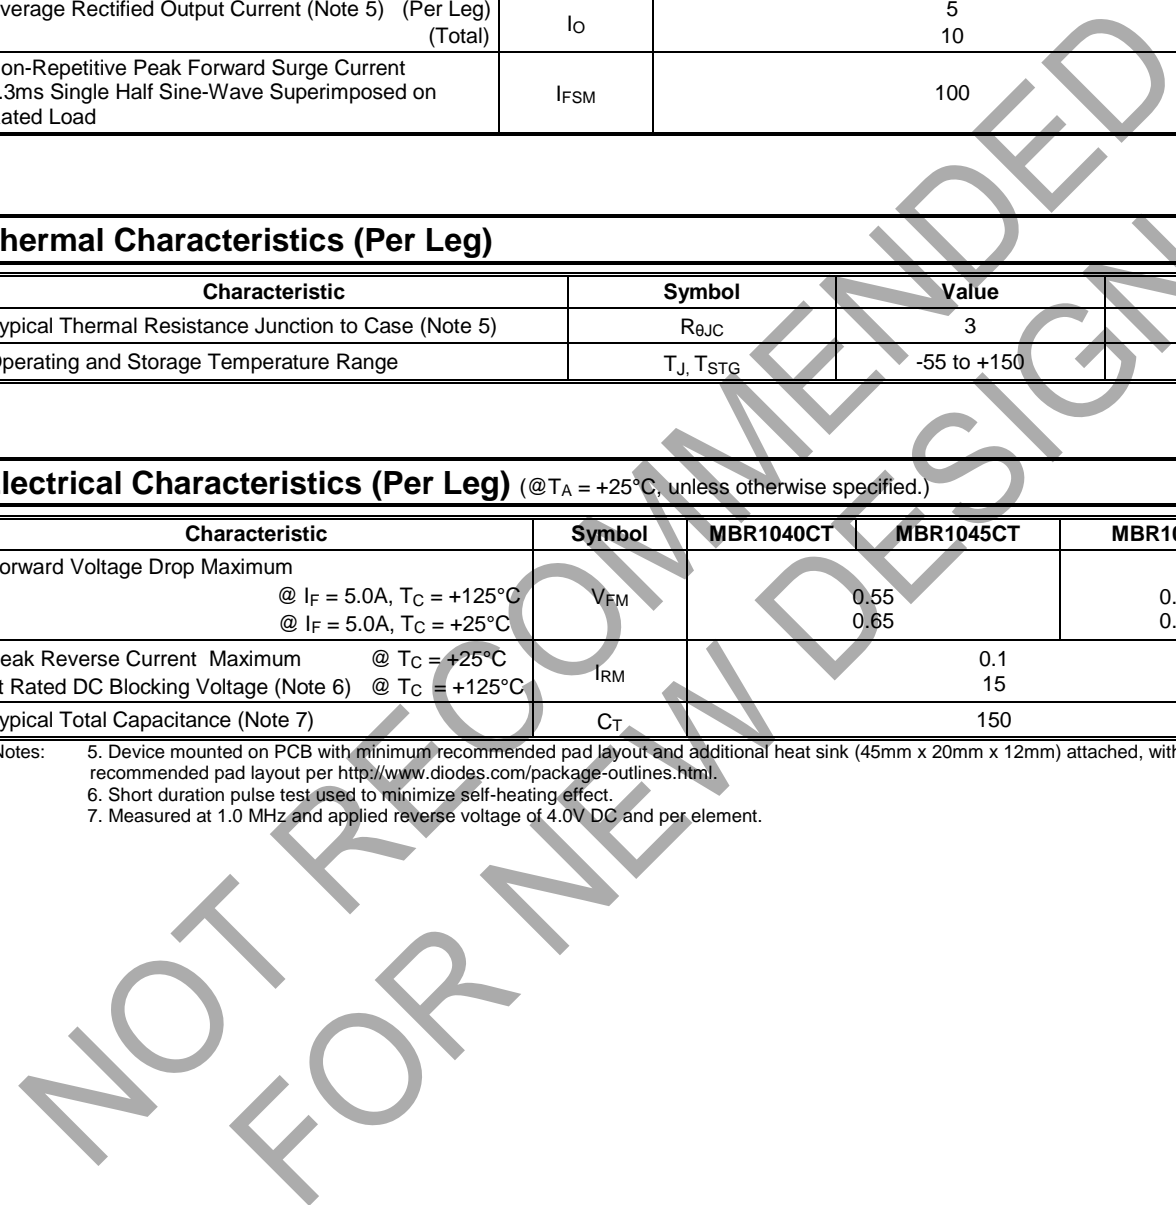 verage Rectified Output Current (Note 5) (Per Leg)
(Total)
IO
5
10
on-Repetitive Peak Forward Surge Current
.3ms Single Half Sine-Wave Superimposed on
ated Load
IFSM
100
hermal Characteristics (Per Leg)
Characteristic Symbol Value
ypical Thermal Resistance Junction to Case (Note 5) RθJC 3
perating and Storage Temperature Range TJ, TSTG -55 to +150
lectrical Characteristics (Per Leg) (@TA = +25°C, unless otherwise specified.)
Characteristic Symbol MBR1040CT MBR1045CT MBR10
orward Voltage Drop Maximum
@ IF = 5.0A, TC = +125°C
@ IF = 5.0A, TC = +25°C
VFM
0.55
0.65
0.
0.
eak Reverse Current Maximum @ TC = +25°C
t Rated DC Blocking Voltage (Note 6) @ TC = +125°C
IRM
0.1
15
ypical Total Capacitance (Note 7) CT 150
Notes: 5. Device mounted on PCB with minimum recommended pad layout and additional heat sink (45mm x 20mm x 12mm) attached, with
recommended pad layout per http://www.diodes.com/package-outlines.html.
6. Short duration pulse test used to minimize self-heating effect.
7. Measured at 1.0 MHz and applied reverse voltage of 4.0V DC and per element.
NOT RECOMMENDED
FOR NEW DESIGN